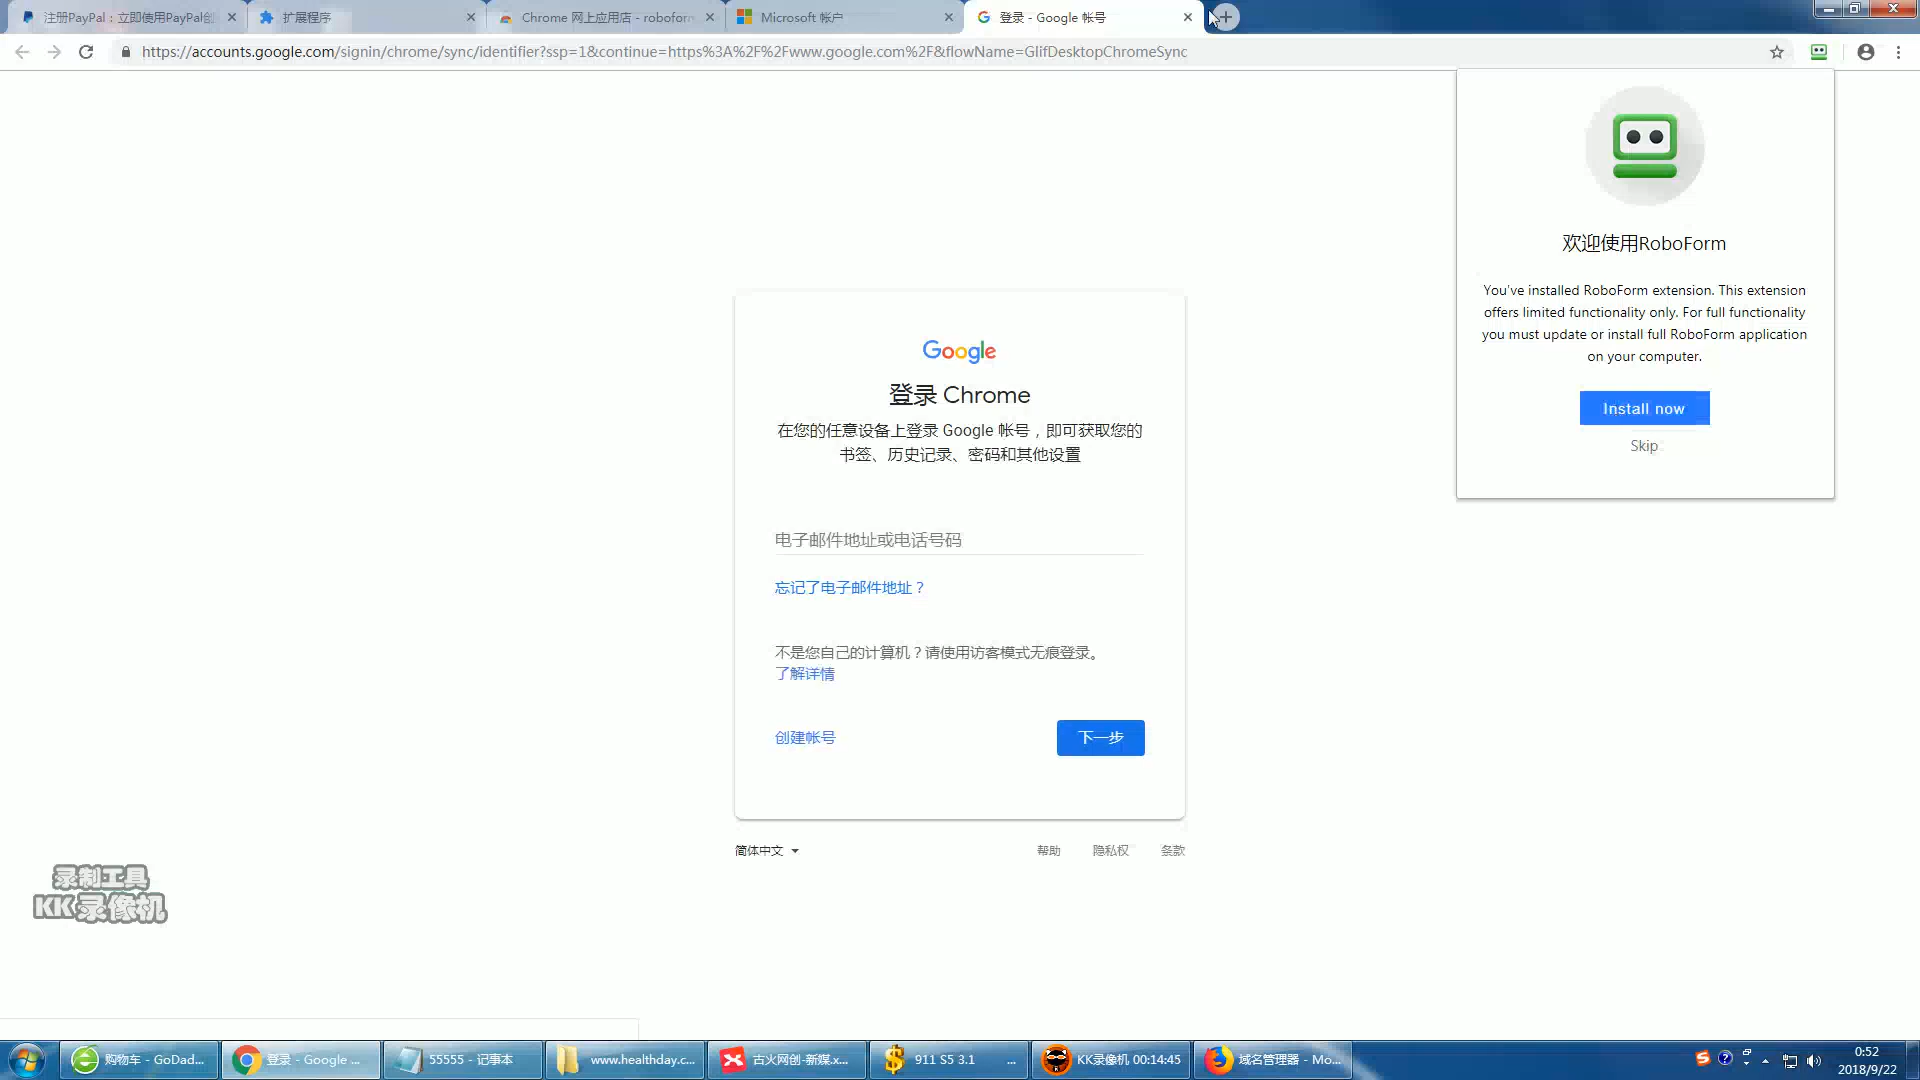 注册PayPal：立即使用PayPal创
扩展程序
Chrome 网上应用店 - roboforr
Microsoft 帐户
登录 - Google 帐号
https://accounts.google.com/signin/chrome/sync/identifier?ssp=1&continue=https%3A%2F%2Fwww.google.com%2F&flowName=GlifDesktopChromeSync
欢迎使用RoboForm
You've installed RoboForm extension. This extension
offers limited functionality only. For full functionality
you must update or install full RoboForm application
on your computer.
Install now
Skip
Google
登录 Chrome
在您的任意设备上登录 Google 帐号，即可获取您的
书签、历史记录、密码和其他设置
电子邮件地址或电话号码
忘记了电子邮件地址？
不是您自己的计算机？请使用访客模式无痕登录。
了解详情
创建帐号
下一步
简体中文
帮助
隐私权
条款
录制工具
KK录像机
购物车 - GoDad...
登录 - Google ...
55555 - 记事本
www.healthday.c...
古火网创-新媒.x...
911 S5 3.1 ...
KK录像机 00:14:45
域名管理器 - Mo...
0:52
2018/9/22